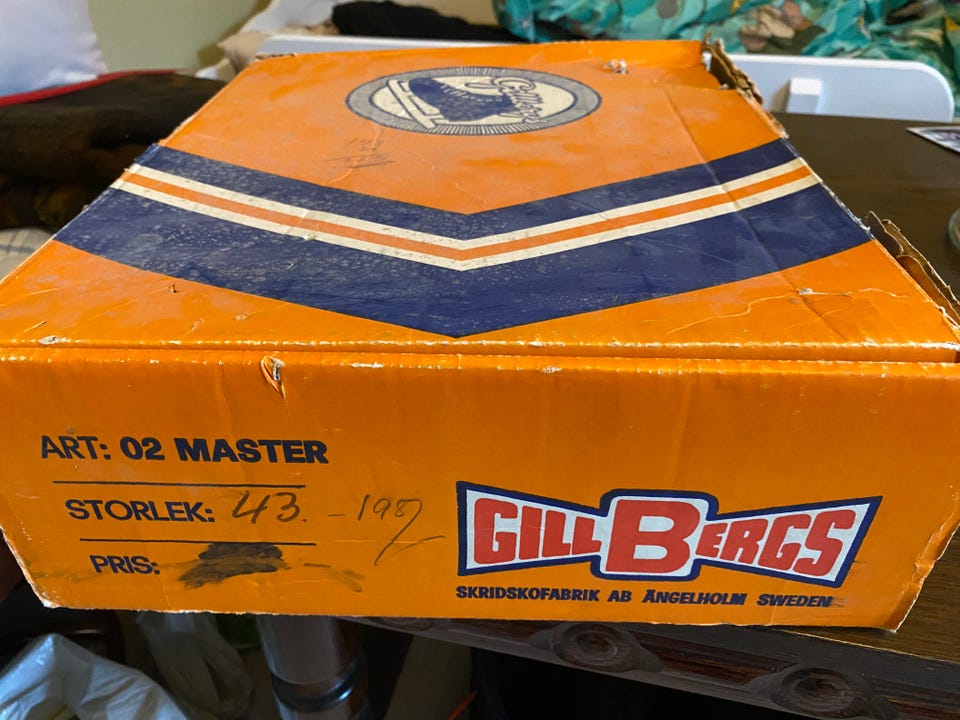 ART: 02 MASTER
STORLEK: 43. - 1987
PRIS:
GILLBERGS
SKRIDSKOFABRIK AB ÄNGELHOLM SWEDEN